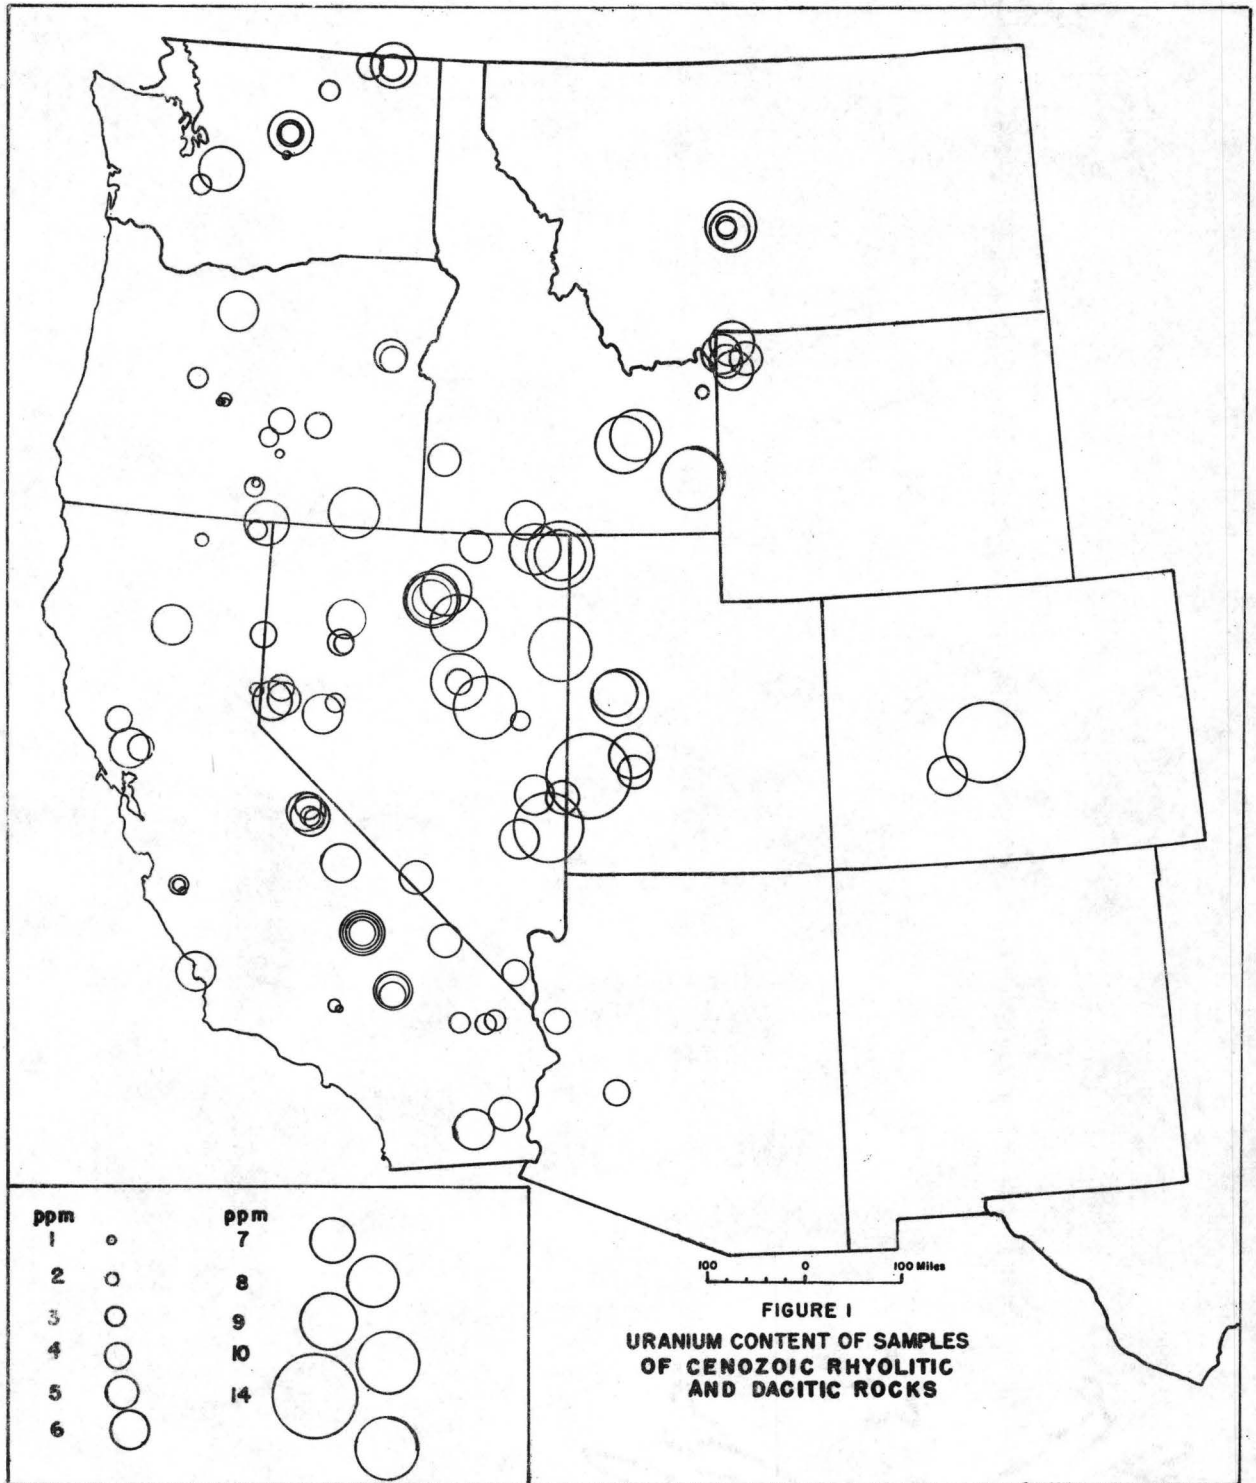 ppm ppm
1 7
2 8
3 9
4 10
5 14
6
100 0 100 Miles
FIGURE 1
URANIUM CONTENT OF SAMPLES
OF CENOZOIC RHYOLITIC
AND DACITIC ROCKS